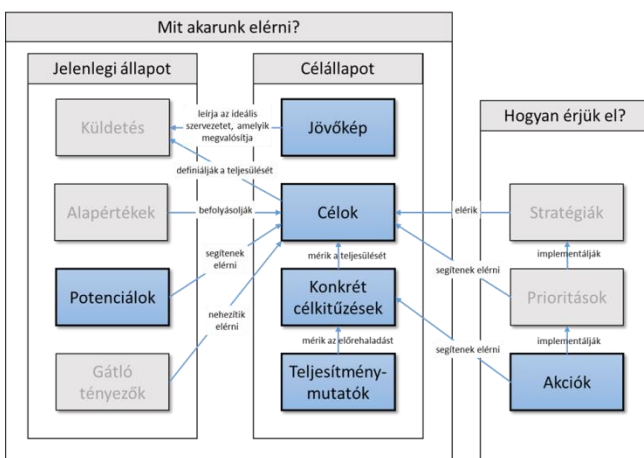 Mit akarunk elérni?
Jelenlegi állapot
Célállapot
Hogyan érjük el?
Küldetés
leírja az ideális
szervezetet, amelyik
megvalósítja
Jövőkép
definiálják a teljesülését
Alapértékek
befolyásolják
Célok
elérik
Stratégiák
segítenek
elérni
mérik a teljesülését
segítenek elérni
implementálják
Potenciálok
Konkrét
célkitűzések
Prioritások
nehezítik
elérni
mérik az előrehaladást
segítenek elérni
implementálják
Gátló
tényezők
Teljesítmény-
mutatók
Akciók